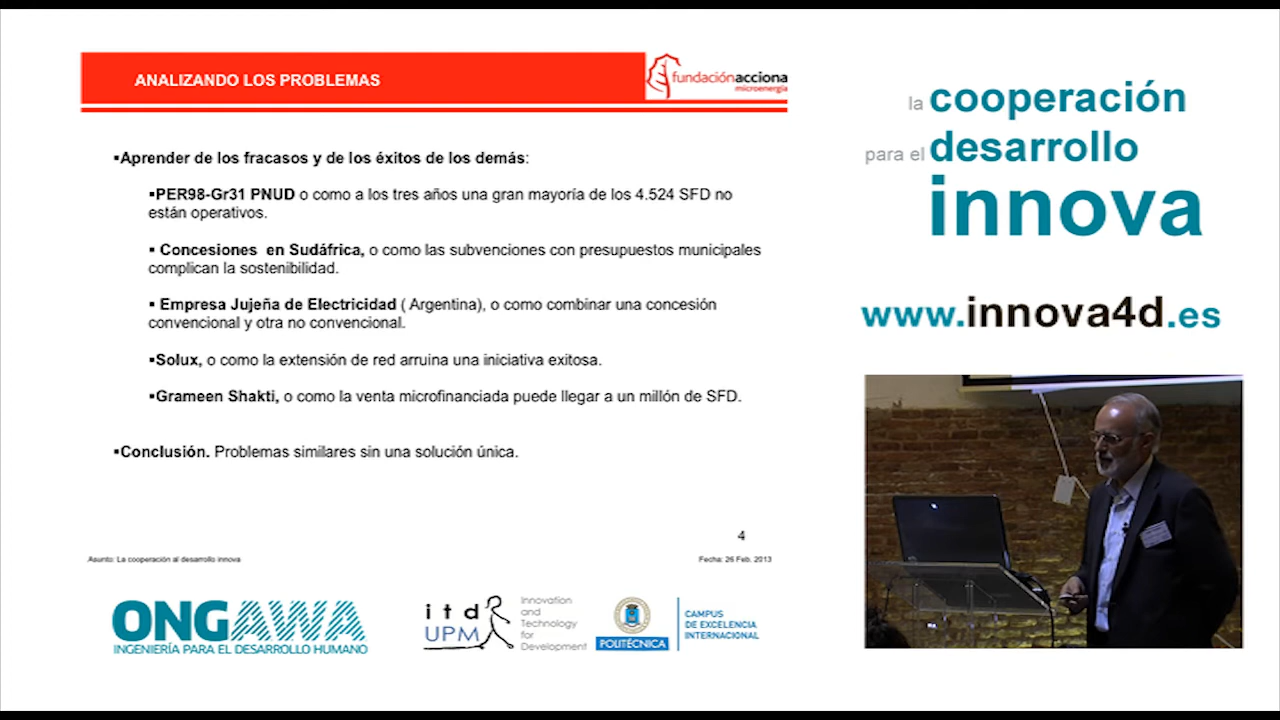 ANALIZANDO LOS PROBLEMAS
fundaciónacciona
microenergía
▪Aprender de los fracasos y de los éxitos de los demás:
▪PER98-Gr31 PNUD o como a los tres años una gran mayoría de los 4.524 SFD no
están operativos.
▪ Concesiones en Sudáfrica, o como las subvenciones con presupuestos municipales
complican la sostenibilidad.
▪ Empresa Jujeña de Electricidad ( Argentina), o como combinar una concesión
convencional y otra no convencional.
▪Solux, o como la extensión de red arruina una iniciativa exitosa.
▪Grameen Shakti, o como la venta microfinanciada puede llegar a un millón de SFD.
▪Conclusión. Problemas similares sin una solución única.
4
Asunto: La cooperación al desarrollo innova
Fecha: 26 Feb. 2013
la cooperación
para el desarrollo
innova
www.innova4d.es
ONGAWA
INGENIERÍA PARA EL DESARROLLO HUMANO
itd
UPM
Innovation
and
Technology
for
Development
POLITÉCNICA
CAMPUS
DE EXCELENCIA
INTERNACIONAL